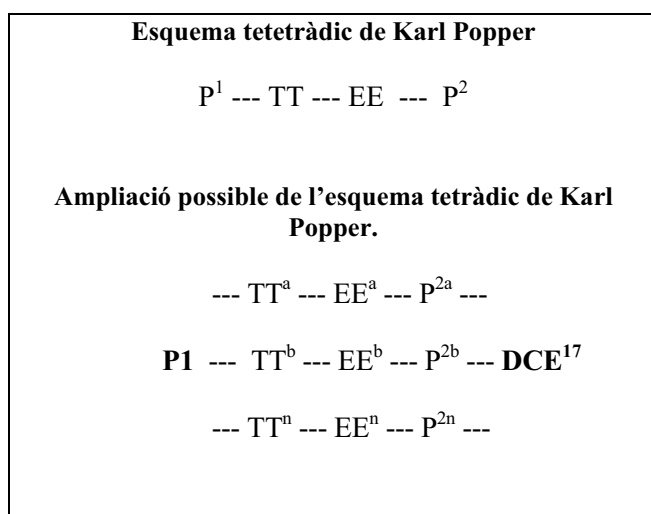 Esquema tetetràdic de Karl Popper
P¹ --- TT --- EE --- P²
Ampliació possible de l’esquema tetràdic de Karl
Popper.
--- TTᵃ --- EEᵃ --- P²ᵃ ---
P1 --- TTᵇ --- EEᵇ --- P²ᵇ --- DCE¹⁷
--- TTⁿ --- EEⁿ --- P²ⁿ ---